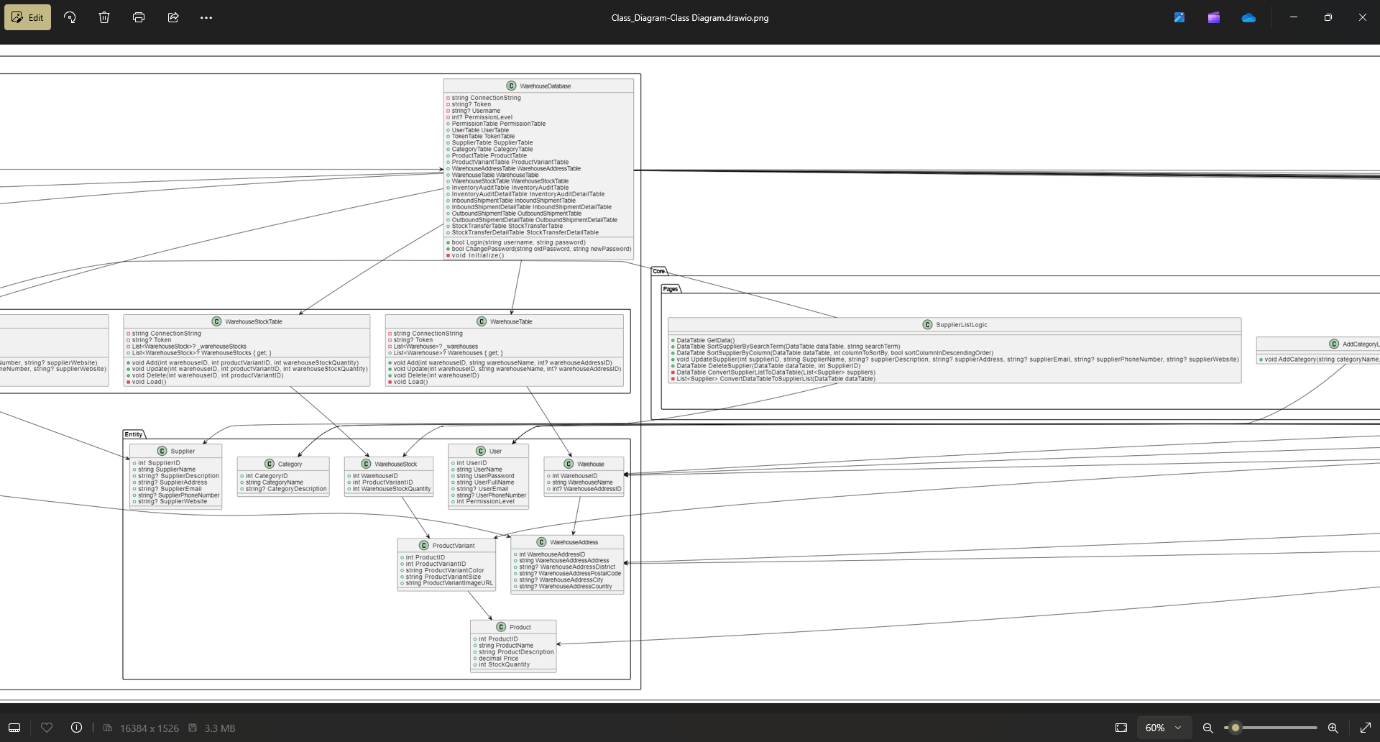 Edit
Class_Diagram-Class Diagram.drawio.png
C WarehouseDatabase
string ConnectionString
string? Token
string? Username
int? PermissionLevel
PermissionTable PermissionTable
UserTable UserTable
TokenTable TokenTable
SupplierTable SupplierTable
CategoryTable CategoryTable
ProductTable ProductTable
ProductVariantTable ProductVariantTable
WarehouseAddressTable WarehouseAddressTable
WarehouseTable WarehouseTable
WarehouseStockTable WarehouseStockTable
InventoryAuditTable InventoryAuditTable
InventoryAuditDetailTable InventoryAuditDetailTable
InboundShipmentTable InboundShipmentTable
InboundShipmentDetailTable InboundShipmentDetailTable
OutboundShipmentTable OutboundShipmentTable
OutboundShipmentDetailTable OutboundShipmentDetailTable
StockTransferTable StockTransferTable
StockTransferDetailTable StockTransferDetailTable
bool Login(string username, string password)
bool ChangePassword(string oldPassword, string newPassword)
void Initialize()
Core
Pages
Number, string? supplierWebsite)
neNumber, string? supplierWebsite)
C WarehouseStockTable
string ConnectionString
string? Token
List<WarehouseStock>? _warehouseStocks
List<WarehouseStock>? WarehouseStocks { get; }
void Add(int warehouseID, int productVariantID, int warehouseStockQuantity)
void Update(int warehouseID, int productVariantID, int warehouseStockQuantity)
void Delete(int warehouseID, int productVariantID)
void Load()
C WarehouseTable
string ConnectionString
string? Token
List<Warehouse>? _warehouses
List<Warehouse>? Warehouses { get; }
void Add(int warehouseID, string warehouseName, int? warehouseAddressID)
void Update(int warehouseID, string warehouseName, int? warehouseAddressID)
void Delete(int warehouseID)
void Load()
C SupplierListLogic
DataTable GetData()
DataTable SortSupplierBySearchTerm(DataTable dataTable, string searchTerm)
DataTable SortSupplierByColumn(DataTable dataTable, int columnToSortBy, bool sortColumnInDescendingOrder)
void UpdateSupplier(int supplierID, string SupplierName, string? supplierDescription, string? supplierAddress, string? supplierEmail, string? supplierPhoneNumber, string? supplierWebsite)
DataTable DeleteSupplier(DataTable dataTable, int SupplierID)
DataTable ConvertSupplierListToDataTable(List<Supplier> suppliers)
List<Supplier> ConvertDataTableToSupplierList(DataTable dataTable)
C AddCategoryL
void AddCategory(string categoryName,
Entity
C Supplier
int SupplierID
string SupplierName
string? SupplierDescription
string? SupplierAddress
string? SupplierEmail
string? SupplierPhoneNumber
string? SupplierWebsite
C Category
int CategoryID
string CategoryName
string? CategoryDescription
C WarehouseStock
int WarehouseID
int ProductVariantID
int WarehouseStockQuantity
C User
int UserID
string UserName
string UserPassword
string UserFullName
string? UserEmail
string? UserPhoneNumber
int PermissionLevel
C Warehouse
int WarehouseID
string WarehouseName
int? WarehouseAddressID
C ProductVariant
int ProductID
int ProductVariantID
string ProductVariantColor
string ProductVariantSize
string ProductVariantImageURL
C WarehouseAddress
int WarehouseAddressID
string WarehouseAddressAddress
string? WarehouseAddressDistrict
string? WarehouseAddressPostalCode
string? WarehouseAddressCity
string? WarehouseAddressCountry
C Product
int ProductID
string ProductName
string ProductDescription
decimal Price
int StockQuantity
16384 x 1526
3.3 MB
60%